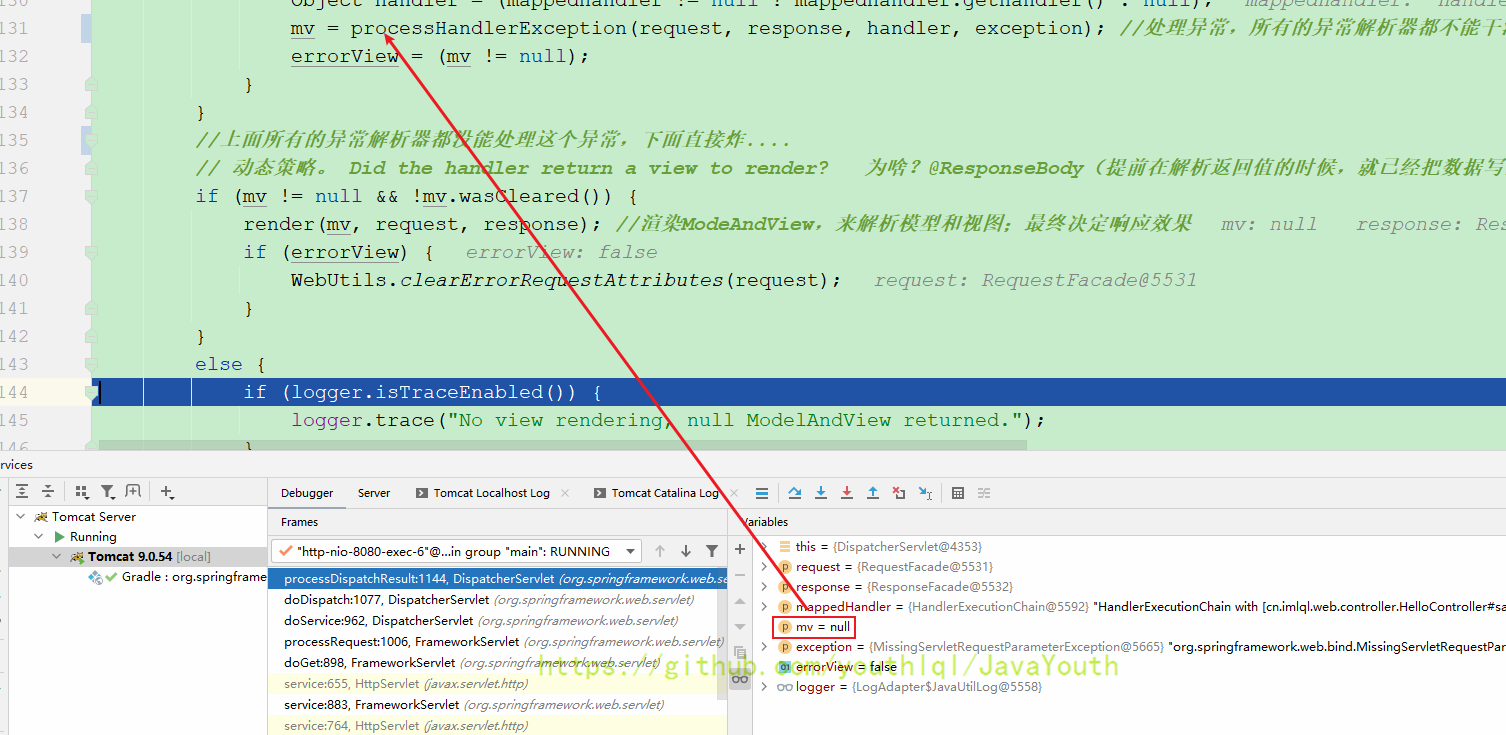 Object handler = (mappedHandler != null ? mappedHandler.getHandler() : null);   mappedHandler:
131 mv = processHandlerException(request, response, handler, exception); //处理异常，所有的异常解析器都不能干
132 errorView = (mv != null);
133 }
134 }
135 //上面所有的异常解析器都没能处理这个异常，下面直接炸....
136 // 动态策略。 Did the handler return a view to render?   为啥？@ResponseBody（提前在解析返回值的时候，就已经把数据写
137 if (mv != null && !mv.wasCleared()) {
138 render(mv, request, response); //渲染ModeAndView，来解析模型和视图；最终决定响应效果   mv: null   response: Res
139 if (errorView) {   errorView: false
140 WebUtils.clearErrorRequestAttributes(request);   request: RequestFacade@5531
141 }
142 }
143 else {
144 if (logger.isTraceEnabled()) {
145 logger.trace("No view rendering, null ModelAndView returned.");
146 }
rvices
Debugger Server Tomcat Localhost Log Tomcat Catalina Log
Tomcat Server
Running
Tomcat 9.0.54 [local]
Gradle : org.springframe
Frames
"http-nio-8080-exec-6"@...in group "main": RUNNING
processDispatchResult:1144, DispatcherServlet (org.springframework.web.se
doDispatch:1077, DispatcherServlet (org.springframework.web.servlet)
doService:962, DispatcherServlet (org.springframework.web.servlet)
processRequest:1006, FrameworkServlet (org.springframework.web.servlet)
doGet:898, FrameworkServlet (org.springframework.web.servlet)
service:655, HttpServlet (javax.servlet.http)
service:883, FrameworkServlet (org.springframework.web.servlet)
service:764, HttpServlet (javax.servlet.http)
Variables
this = {DispatcherServlet@4353}
request = {RequestFacade@5531}
response = {ResponseFacade@5532}
mappedHandler = {HandlerExecutionChain@5592} "HandlerExecutionChain with [cn.imlql.web.controller.HelloController#sa
mv = null
exception = {MissingServletRequestParameterException@5665} "org.springframework.web.bind.MissingServletRequestPar
errorView = false
logger = {LogAdapter$JavaUtilLog@5558}
https://github.com/youthlql/JavaYouth